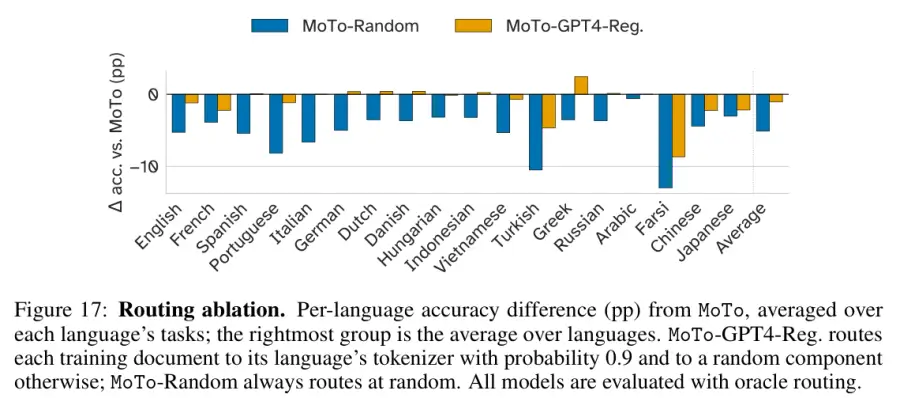 MoTo-Random MoTo-GPT4-Reg.
Δ acc. vs. MoTo (pp)
0
−10
English
French
Spanish
Portuguese
Italian
German
Dutch
Danish
Hungarian
Indonesian
Vietnamese
Turkish
Greek
Russian
Arabic
Farsi
Chinese
Japanese
Average
Figure 17: Routing ablation. Per-language accuracy difference (pp) from MoTo, averaged over
each language's tasks; the rightmost group is the average over languages. MoTo-GPT4-Reg. routes
each training document to its language's tokenizer with probability 0.9 and to a random component
otherwise; MoTo-Random always routes at random. All models are evaluated with oracle routing.